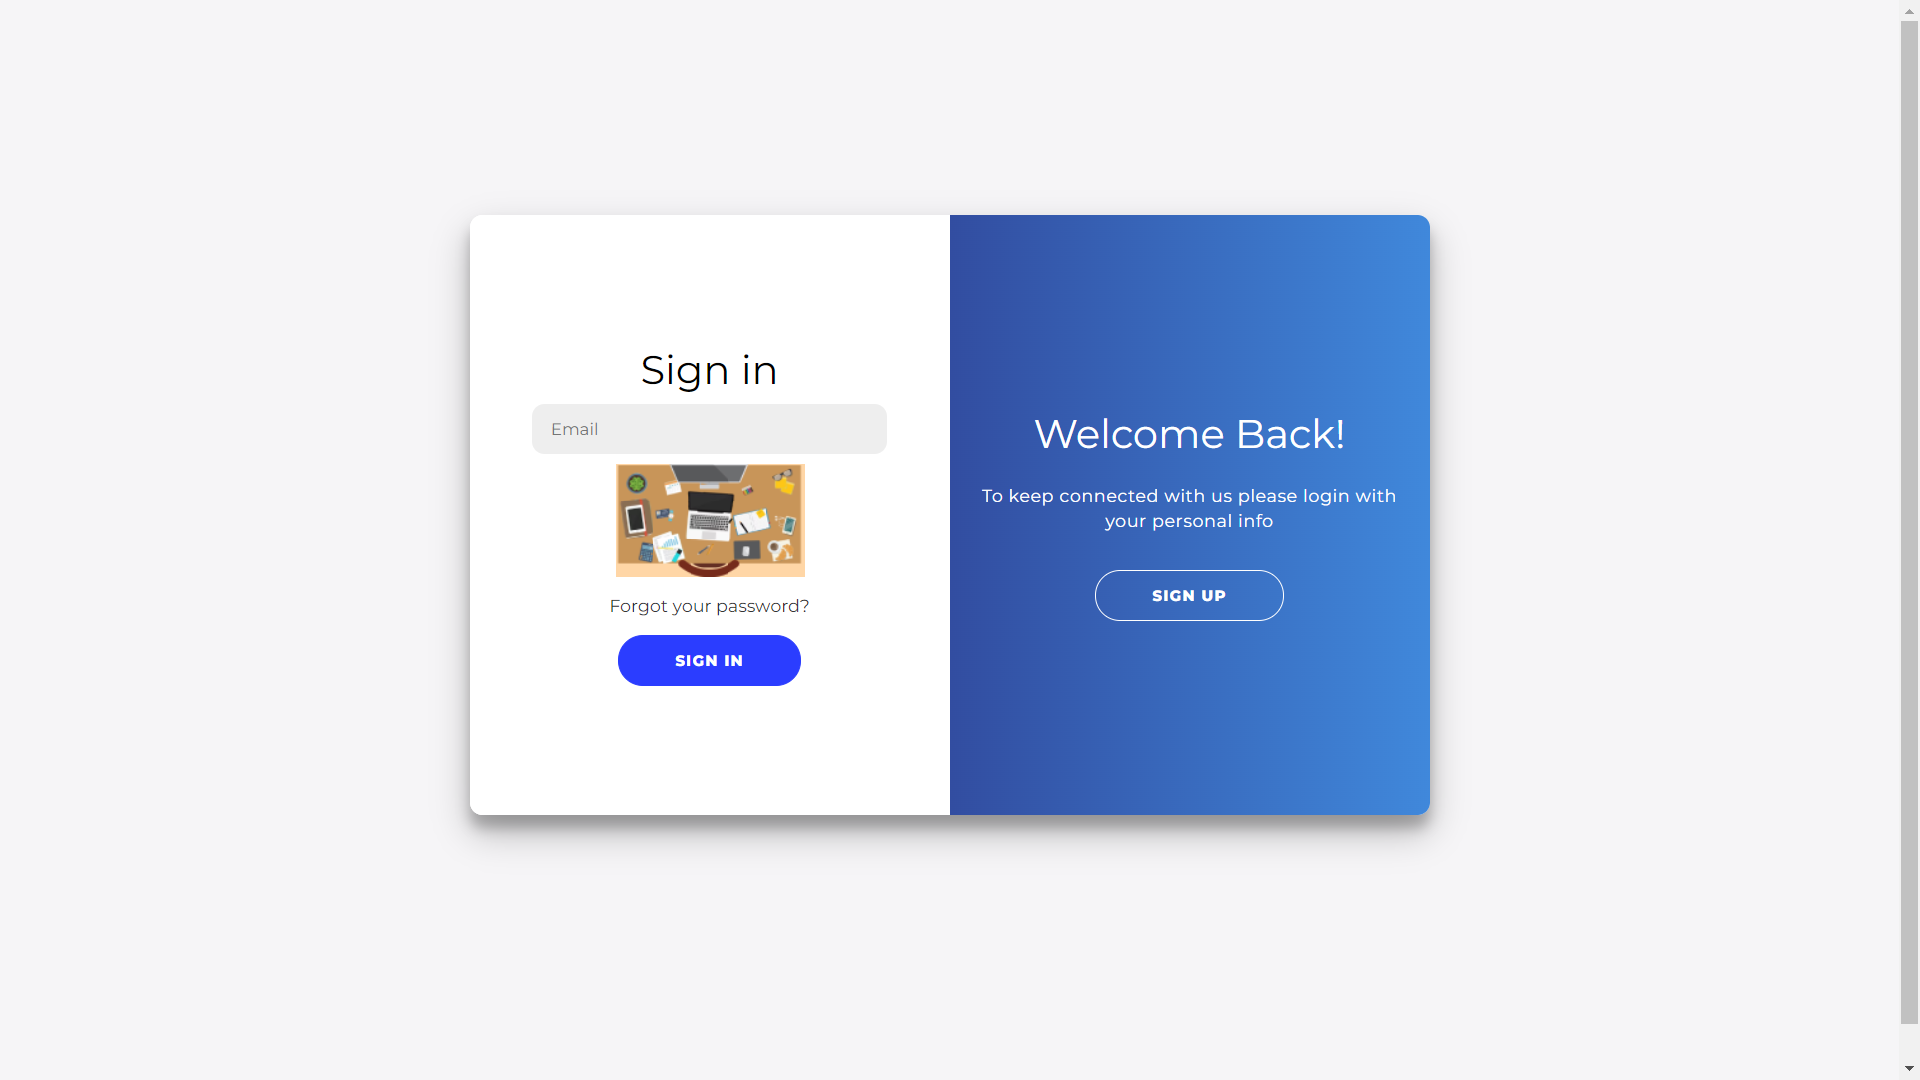 Sign in
Email
Forgot your password?
SIGN IN
Welcome Back!
To keep connected with us please login with
your personal info
SIGN UP